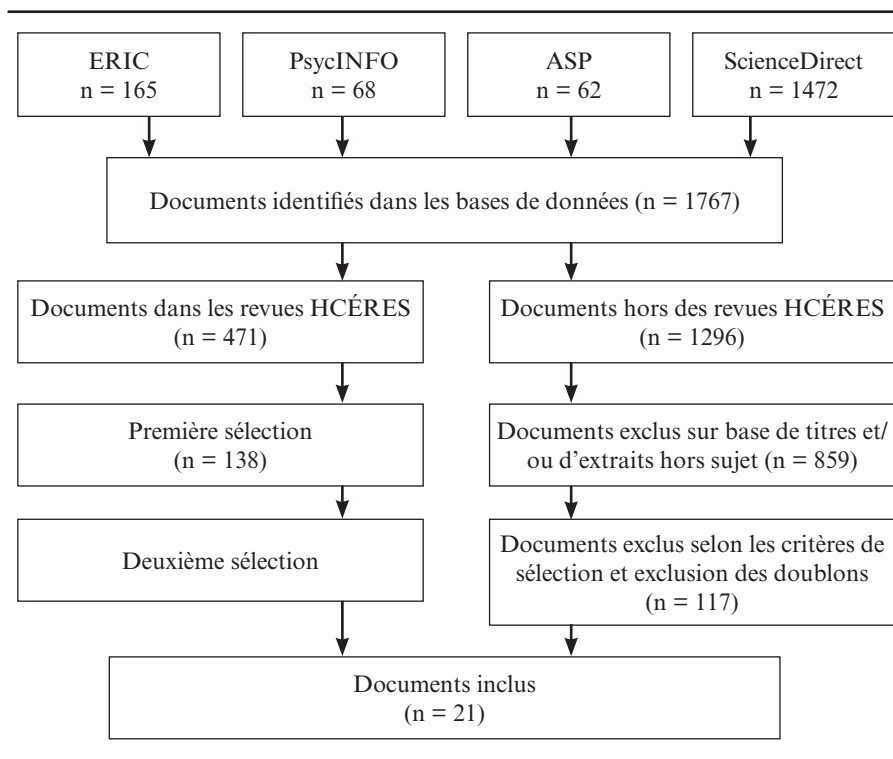 ERIC
n = 165
PsycINFO
n = 68
ASP
n = 62
ScienceDirect
n = 1472
Documents identifiés dans les bases de données (n = 1767)
Documents dans les revues HCÉRES
(n = 471)
Documents hors des revues HCÉRES
(n = 1296)
Première sélection
(n = 138)
Documents exclus sur base de titres et/
ou d'extraits hors sujet (n = 859)
Deuxième sélection
Documents exclus selon les critères de
sélection et exclusion des doublons
(n = 117)
Documents inclus
(n = 21)